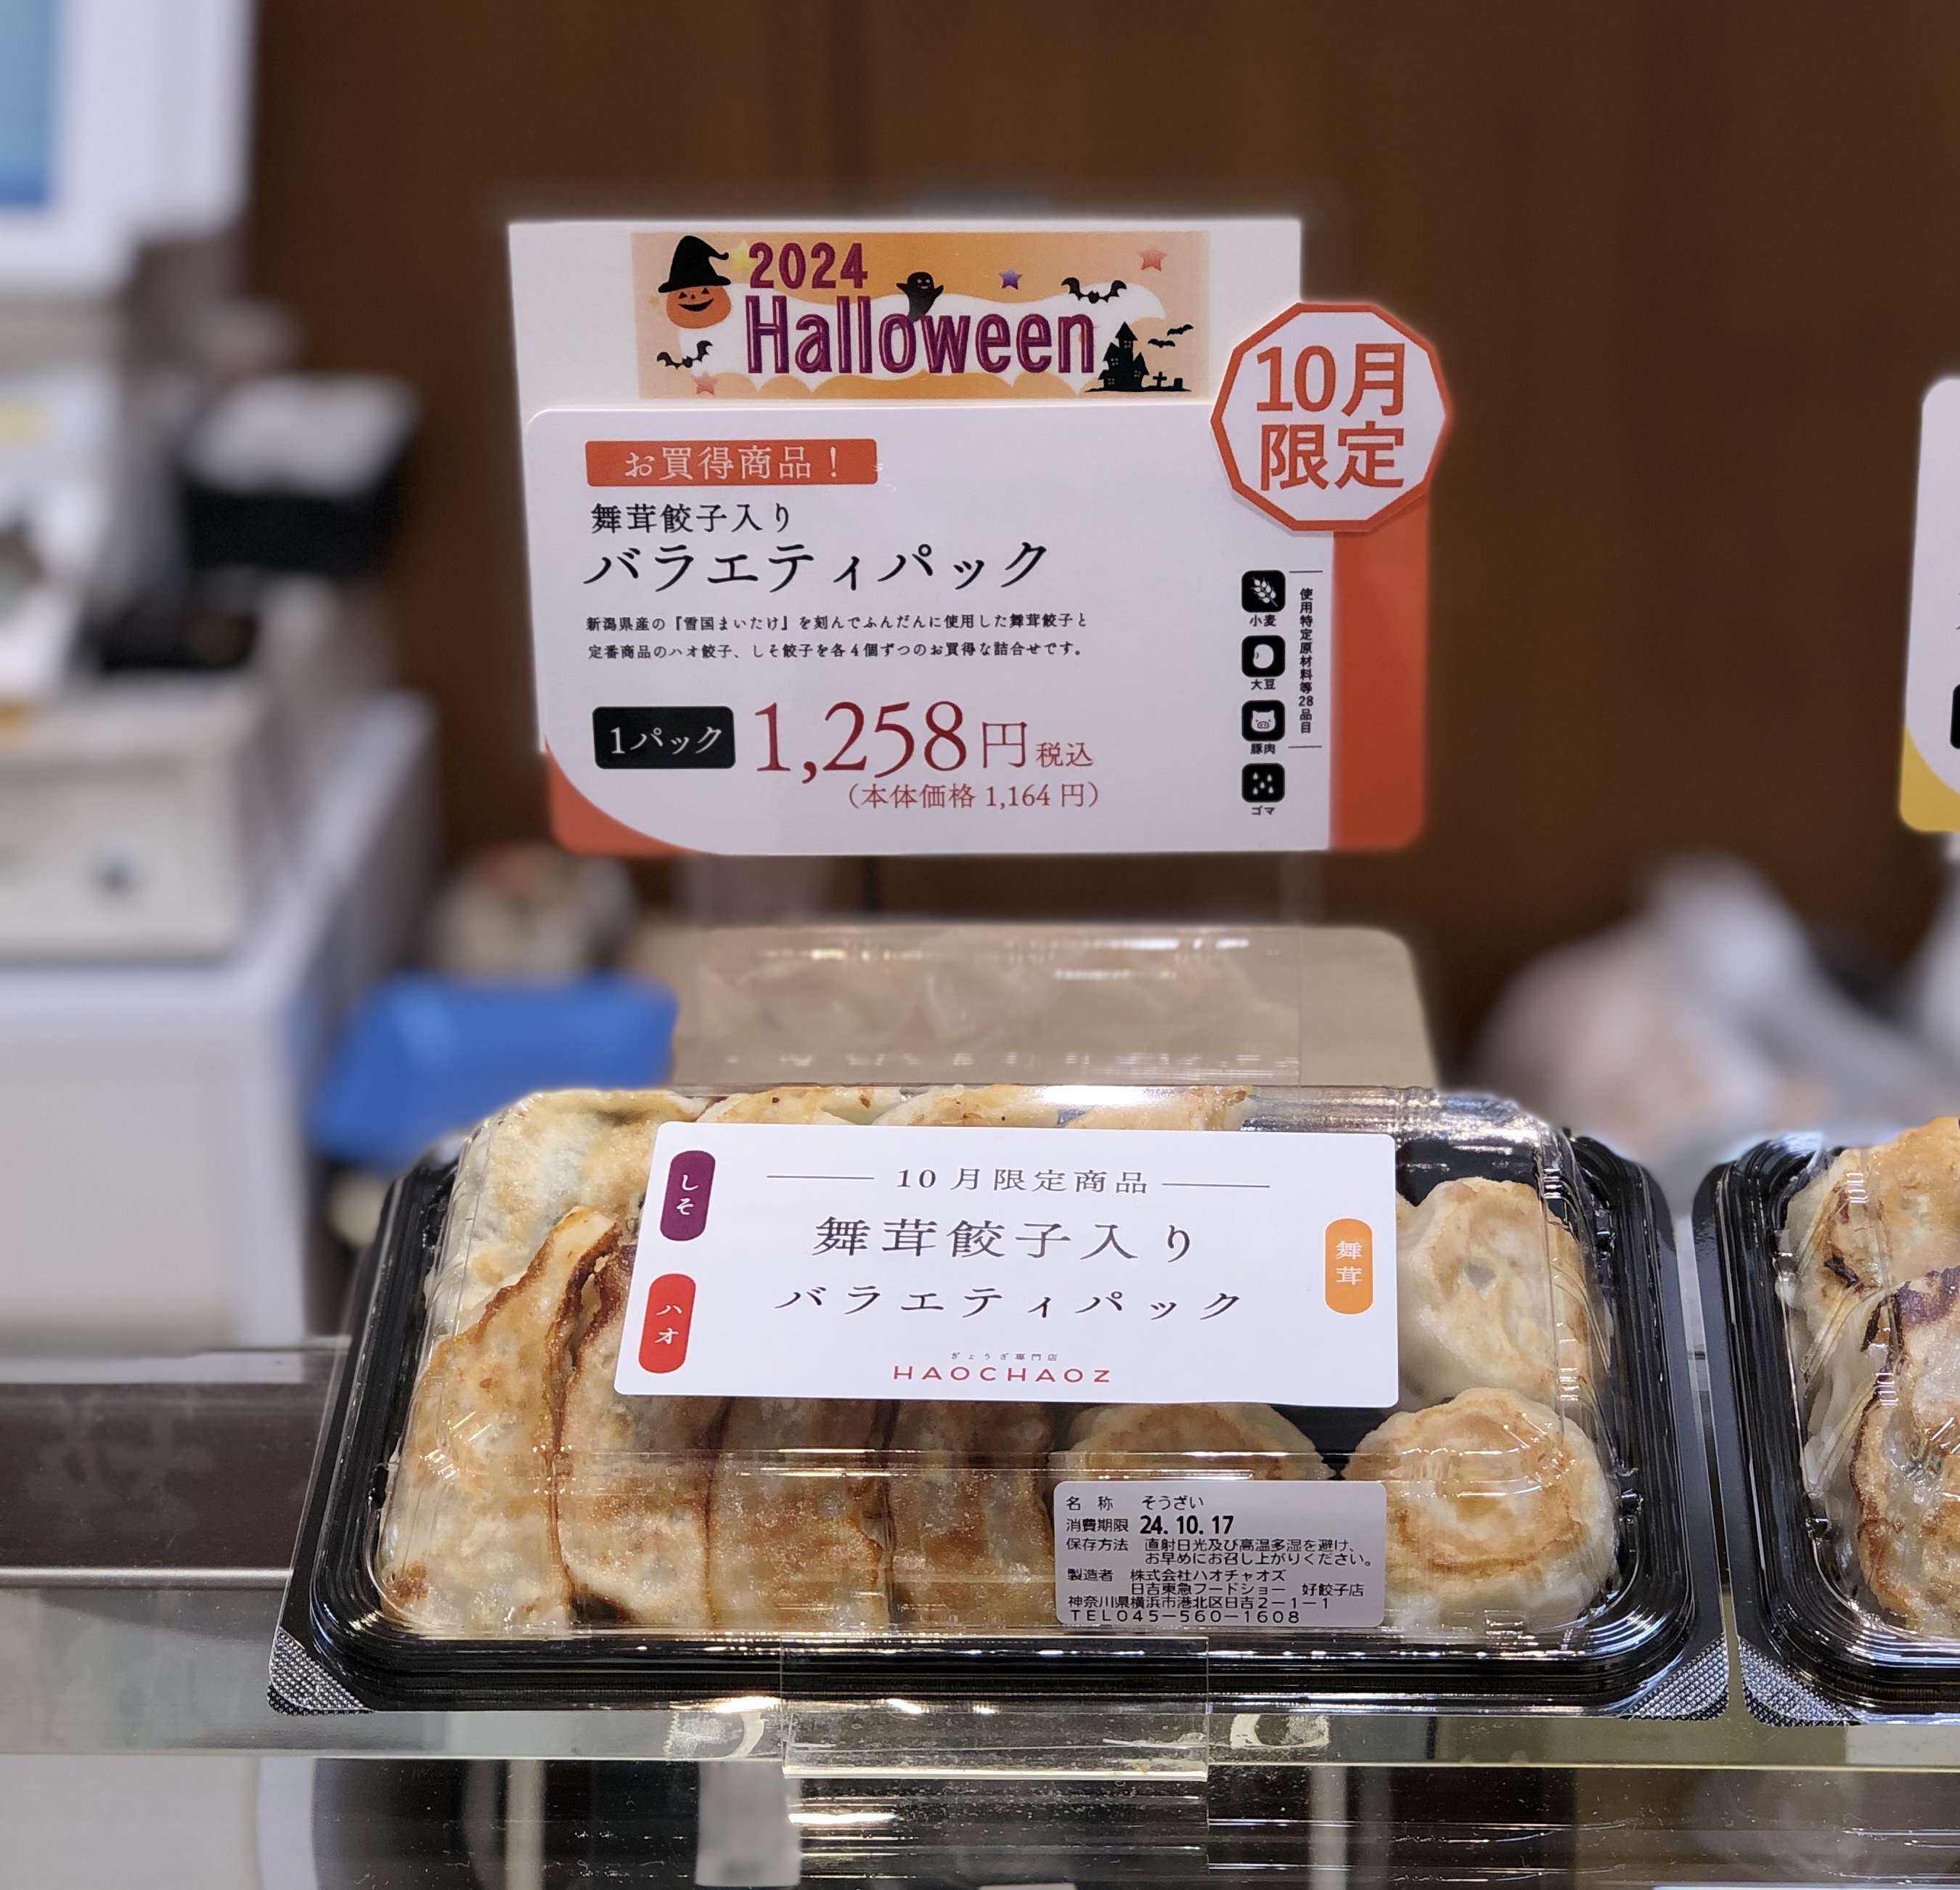 2024
Halloween
10月
限定
お買得商品！
舞茸餃子入り
バラエティパック
新潟県産の『雪国まいたけ』を刻んでふんだんに使用した舞茸餃子と
定番商品のハオ餃子、しそ餃子を各4個ずつのお買得な詰合せです。
1パック 1,258円税込
（本体価格 1,164 円）
使用特定原材料等28品目
小麦
大豆
豚肉
ゴマ
しそ
ハオ
10月限定商品
舞茸餃子入り
バラエティパック
ぎょうざ専門店
HAOCHAOZ
舞茸
名 称 そうざい
消費期限 24.10.17
保存方法 直射日光及び高温多湿を避け、
お早めにお召し上がりください。
製造者 株式会社ハオチャオズ
日吉東急フードショー 好餃子店
神奈川県横浜市港北区日吉2-1-1
TEL045-560-1608